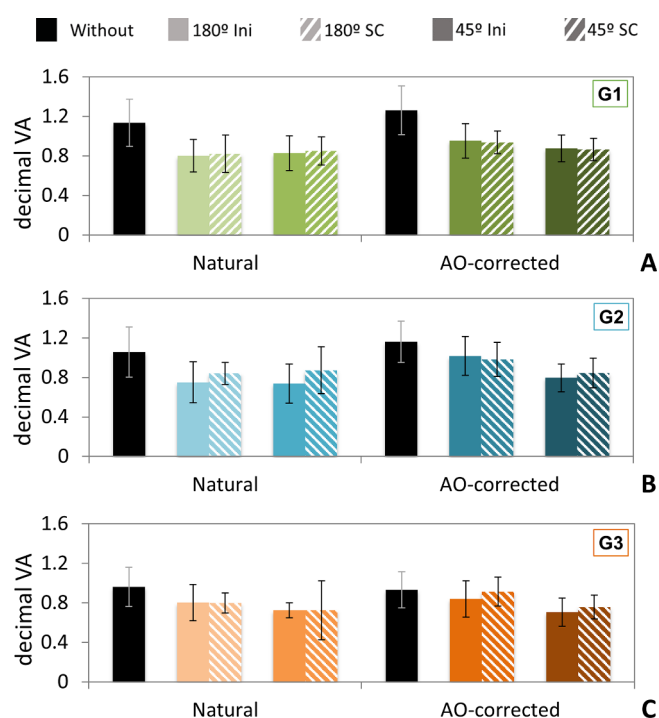 Without 180º Ini 180º SC 45º Ini 45º SC
1.6
1.2
0.8
0.4
0
decimal VA
G1
Natural AO-corrected
A
1.6
1.2
0.8
0.4
0
decimal VA
G2
Natural AO-corrected
B
1.6
1.2
0.8
0.4
0
decimal VA
G3
Natural AO-corrected
C